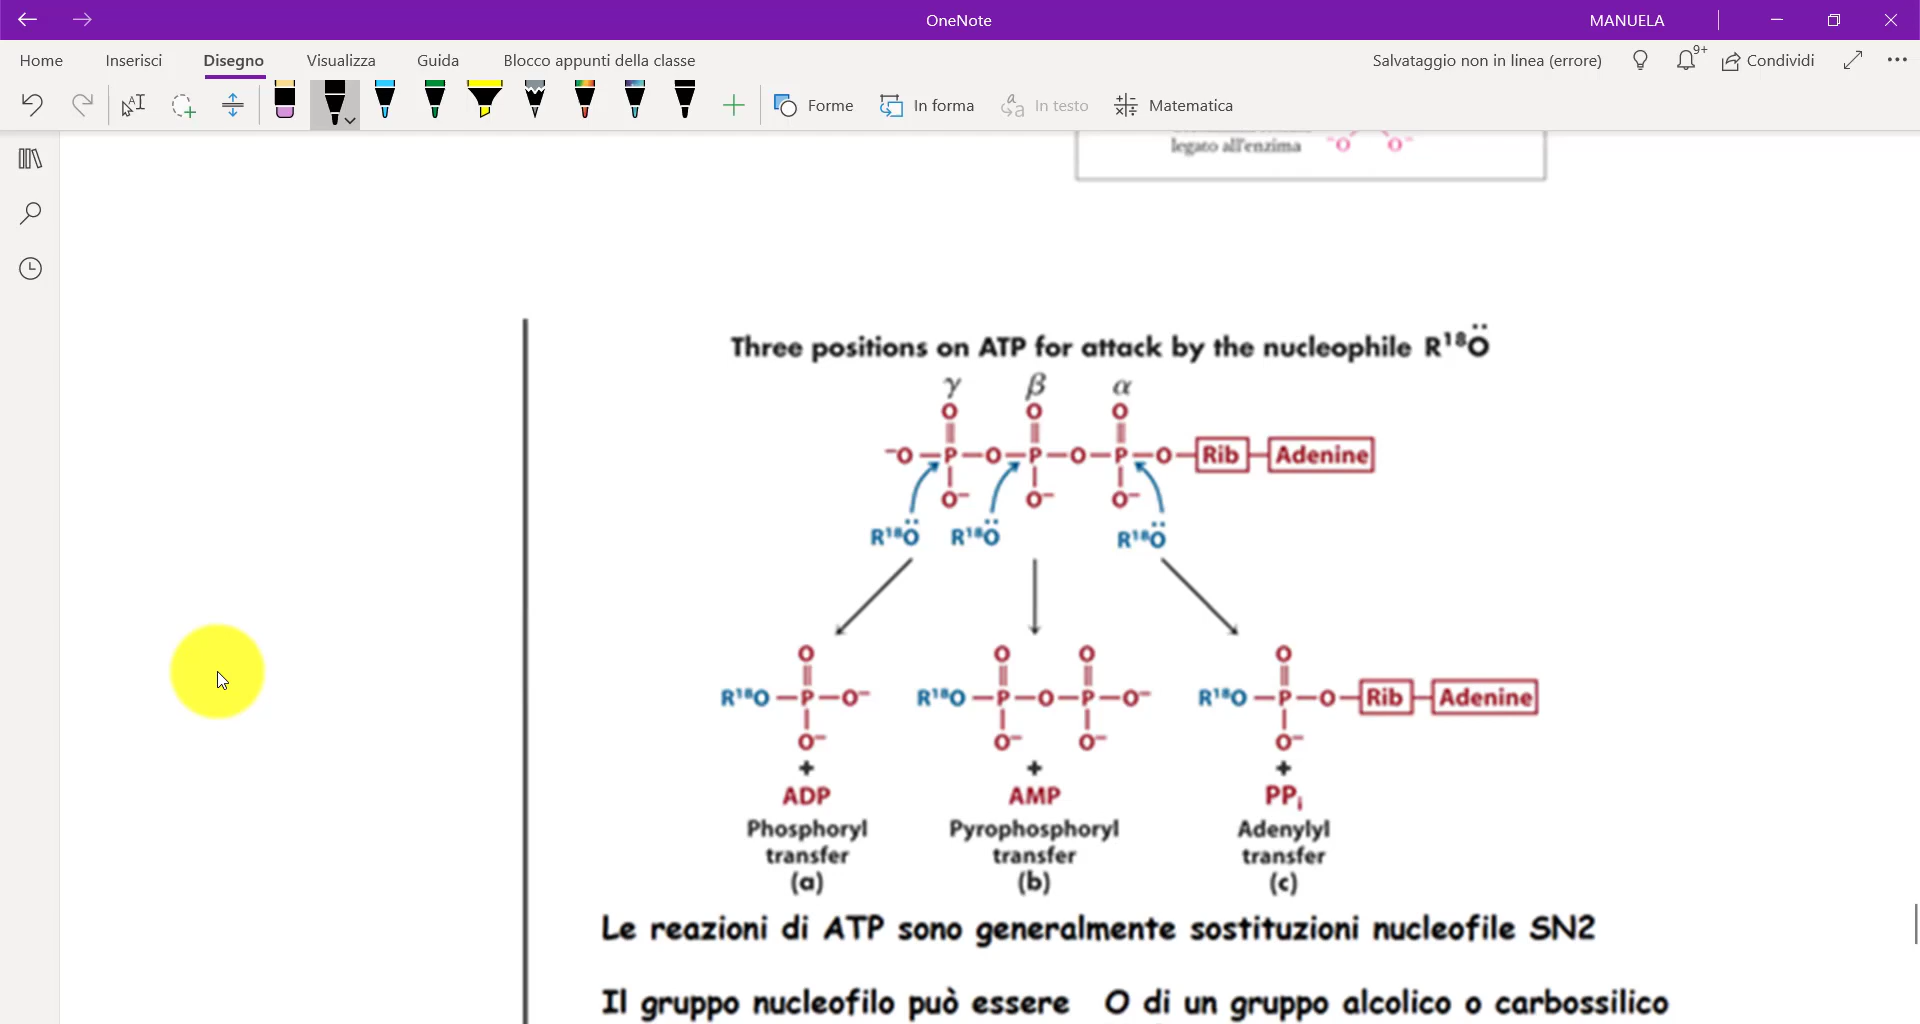 OneNote
MANUELA
Home Inserisci Disegno Visualizza Guida Blocco appunti della classe
Salvataggio non in linea (errore) 9+ Condividi
Forme In forma In testo Matematica
legato all'enzima ⁻O O⁻
Three positions on ATP for attack by the nucleophile R¹⁸Ö
γ β α
O O O
⁻O—P—O—P—O—P—O—Rib—Adenine
O⁻ O⁻ O⁻
R¹⁸Ö R¹⁸Ö R¹⁸Ö
O O O O
R¹⁸O—P—O⁻ R¹⁸O—P—O—P—O⁻ R¹⁸O—P—O—Rib—Adenine
O⁻ O⁻ O⁻ O⁻
+ + +
ADP AMP PPᵢ
Phosphoryl Pyrophosphoryl Adenylyl
transfer transfer transfer
(a) (b) (c)
Le reazioni di ATP sono generalmente sostituzioni nucleofile SN2
Il gruppo nucleofilo può essere O di un gruppo alcolico o carbossilico